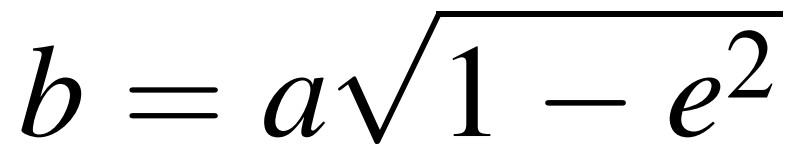 b = a√(1 − e²)